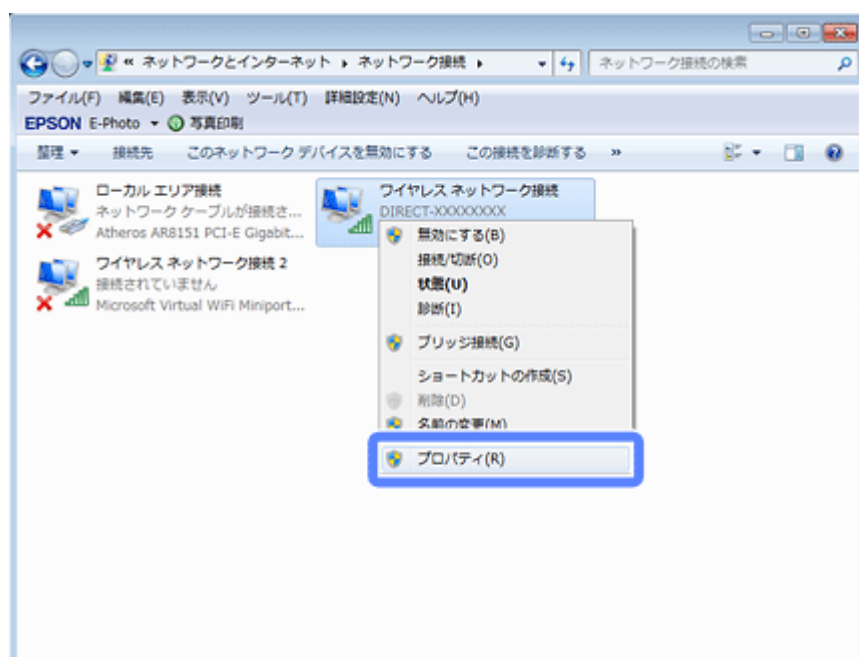 « ネットワークとインターネット ▸ ネットワーク接続 ▸
ネットワーク接続の検索
ファイル(F) 編集(E) 表示(V) ツール(T) 詳細設定(N) ヘルプ(H)
EPSON E-Photo 写真印刷
整理 接続先 このネットワーク デバイスを無効にする この接続を診断する »
ローカル エリア接続
ネットワーク ケーブルが接続さ...
Atheros AR8151 PCI-E Gigabit...
ワイヤレス ネットワーク接続 2
接続されていません
Microsoft Virtual WiFi Miniport...
ワイヤレス ネットワーク接続
DIRECT-XXXXXXXX
無効にする(B)
接続/切断(O)
状態(U)
診断(I)
ブリッジ接続(G)
ショートカットの作成(S)
削除(D)
名前の変更(M)
プロパティ(R)